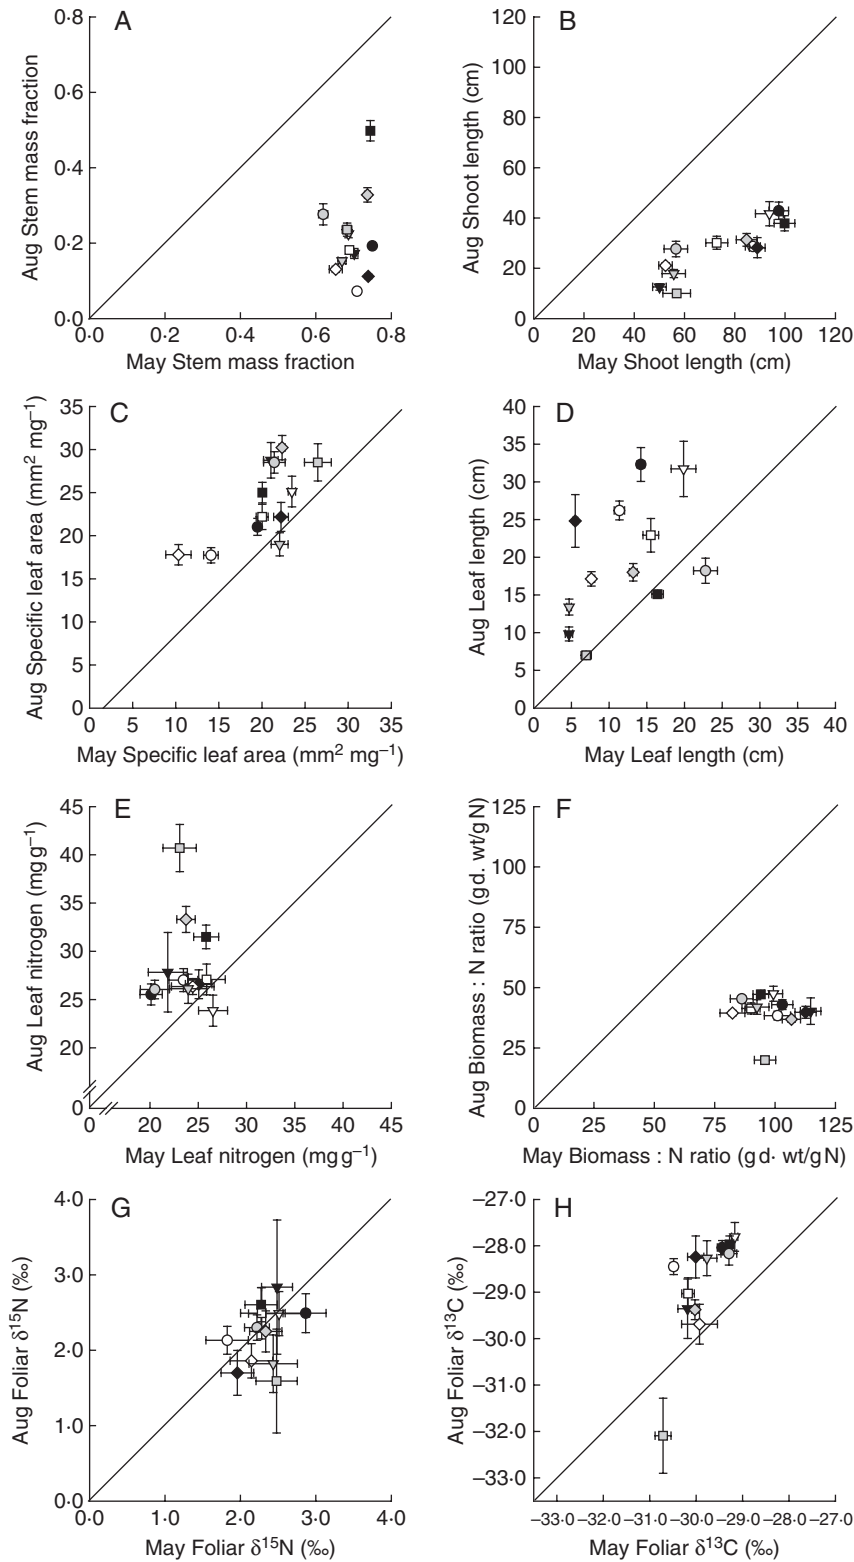 A
0·8
0·6
0·4
0·2
0·0
Aug Stem mass fraction
0·0 0·2 0·4 0·6 0·8
May Stem mass fraction
B
120
100
80
60
40
20
0
Aug Shoot length (cm)
0 20 40 60 80 100 120
May Shoot length (cm)
C
35
30
25
20
15
10
5
0
Aug Specific leaf area (mm² mg⁻¹)
0 5 10 15 20 25 30 35
May Specific leaf area (mm² mg⁻¹)
D
40
35
30
25
20
15
10
5
0
Aug Leaf length (cm)
0 5 10 15 20 25 30 35 40
May Leaf length (cm)
E
45
40
35
30
25
20
0
Aug Leaf nitrogen (mg g⁻¹)
0 20 25 30 35 40 45
May Leaf nitrogen (mg g⁻¹)
F
125
100
75
50
25
0
Aug Biomass : N ratio (g d. wt/g N)
0 25 50 75 100 125
May Biomass : N ratio (g d· wt/g N)
G
4·0
3·0
2·0
1·0
0·0
Aug Foliar δ¹⁵N (‰)
0·0 1·0 2·0 3·0 4·0
May Foliar δ¹⁵N (‰)
H
–27·0
–28·0
–29·0
–30·0
–31·0
–32·0
–33·0
Aug Foliar δ¹³C (‰)
–33·0 –32·0 –31·0 –30·0 –29·0 –28·0 –27·0
May Foliar δ¹³C (‰)